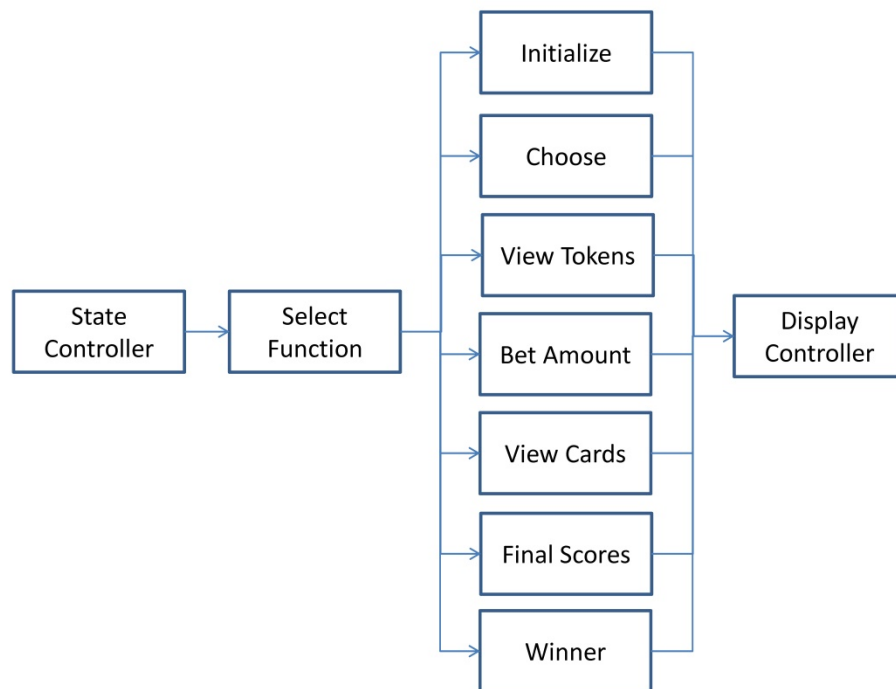 State
Controller
Select
Function
Initialize
Choose
View Tokens
Bet Amount
View Cards
Final Scores
Winner
Display
Controller